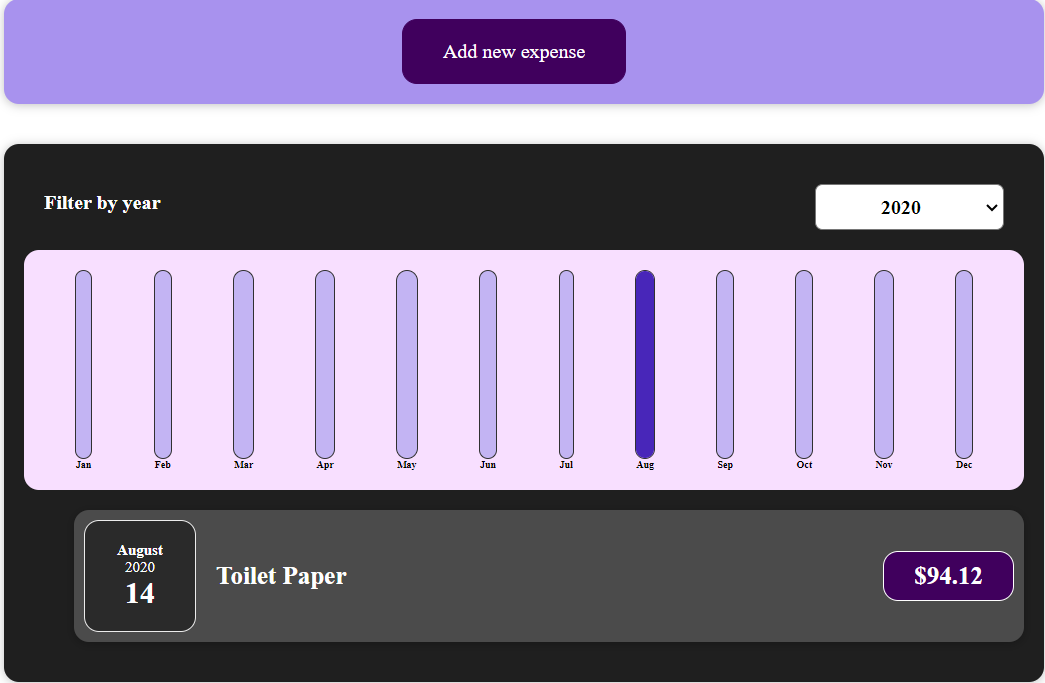 Add new expense
Filter by year
2020
Jan Feb Mar Apr May Jun Jul Aug Sep Oct Nov Dec
August
2020
14
Toilet Paper
$94.12